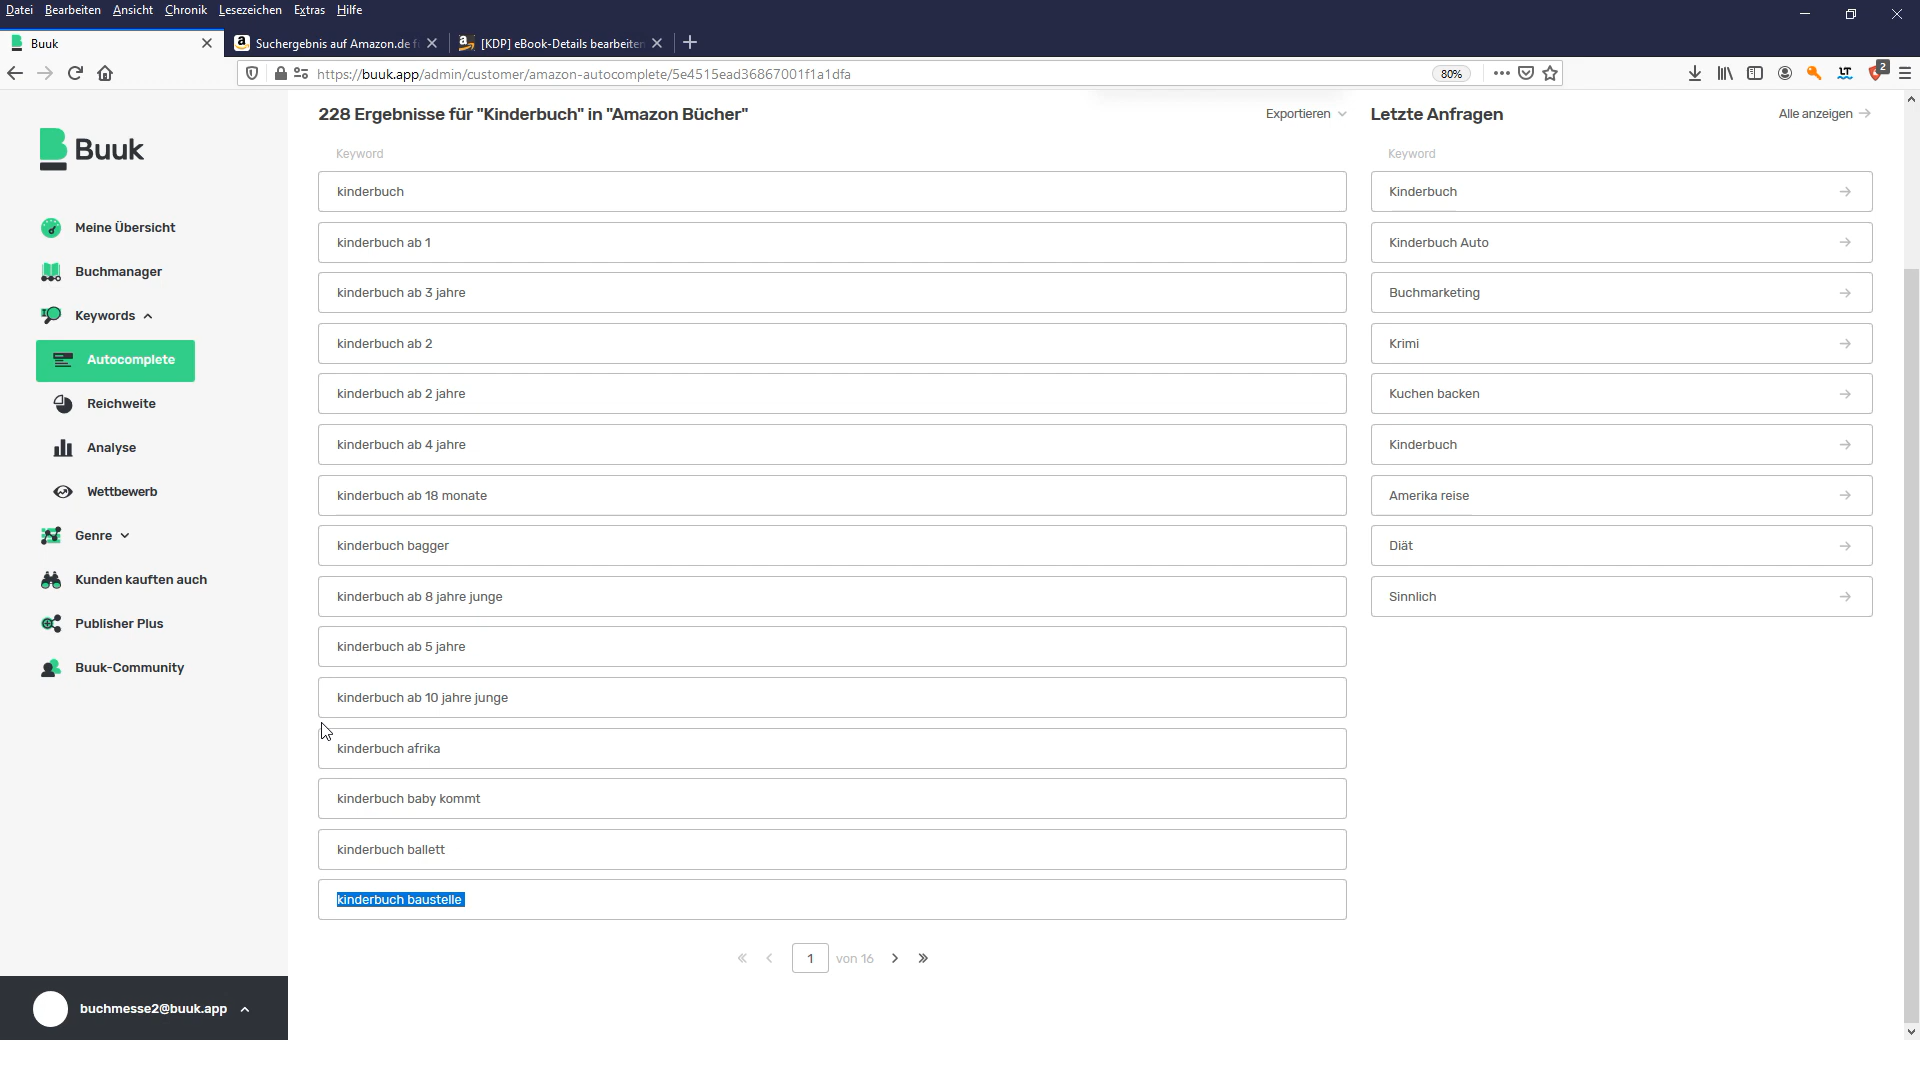 Datei Bearbeiten Ansicht Chronik Lesezeichen Extras Hilfe
Buuk
Suchergebnis auf Amazon.de f
[KDP] eBook-Details bearbeiten
https://buuk.app/admin/customer/amazon-autocomplete/5e4515ead36867001f1a1dfa
80%
LT
2
Buuk
Meine Übersicht
Buchmanager
Keywords
Autocomplete
Reichweite
Analyse
Wettbewerb
Genre
Kunden kauften auch
Publisher Plus
Buuk-Community
buchmesse2@buuk.app
228 Ergebnisse für "Kinderbuch" in "Amazon Bücher"
Exportieren
Keyword
kinderbuch
kinderbuch ab 1
kinderbuch ab 3 jahre
kinderbuch ab 2
kinderbuch ab 2 jahre
kinderbuch ab 4 jahre
kinderbuch ab 18 monate
kinderbuch bagger
kinderbuch ab 8 jahre junge
kinderbuch ab 5 jahre
kinderbuch ab 10 jahre junge
kinderbuch afrika
kinderbuch baby kommt
kinderbuch ballett
kinderbuch baustelle
1 von 16
Letzte Anfragen
Alle anzeigen
Keyword
Kinderbuch
Kinderbuch Auto
Buchmarketing
Krimi
Kuchen backen
Kinderbuch
Amerika reise
Diät
Sinnlich